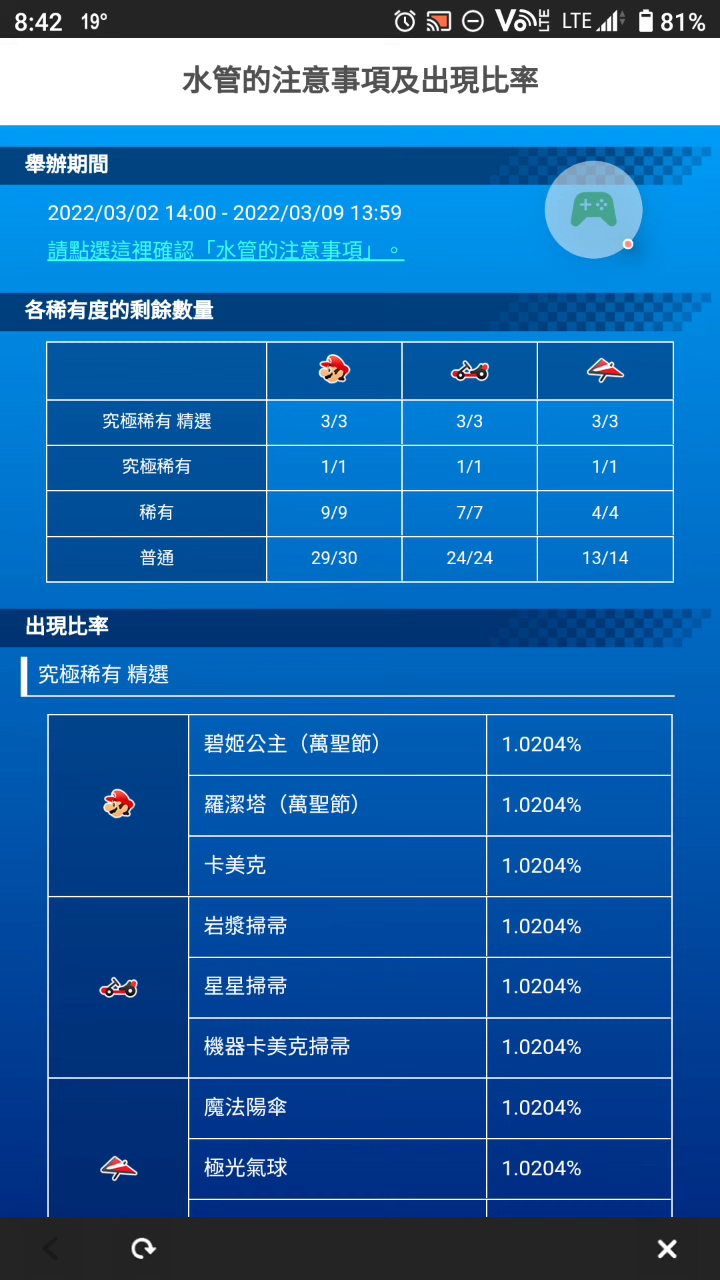 8:42 19° LTE 81%
水管的注意事項及出現比率
舉辦期間
2022/03/02 14:00 - 2022/03/09 13:59
請點選這裡確認「水管的注意事項」。
各稀有度的剩餘數量
究極稀有 精選 3/3 3/3 3/3
究極稀有 1/1 1/1 1/1
稀有 9/9 7/7 4/4
普通 29/30 24/24 13/14
出現比率
究極稀有 精選
碧姬公主（萬聖節） 1.0204%
羅潔塔（萬聖節） 1.0204%
卡美克 1.0204%
岩漿掃帚 1.0204%
星星掃帚 1.0204%
機器卡美克掃帚 1.0204%
魔法陽傘 1.0204%
極光氣球 1.0204%